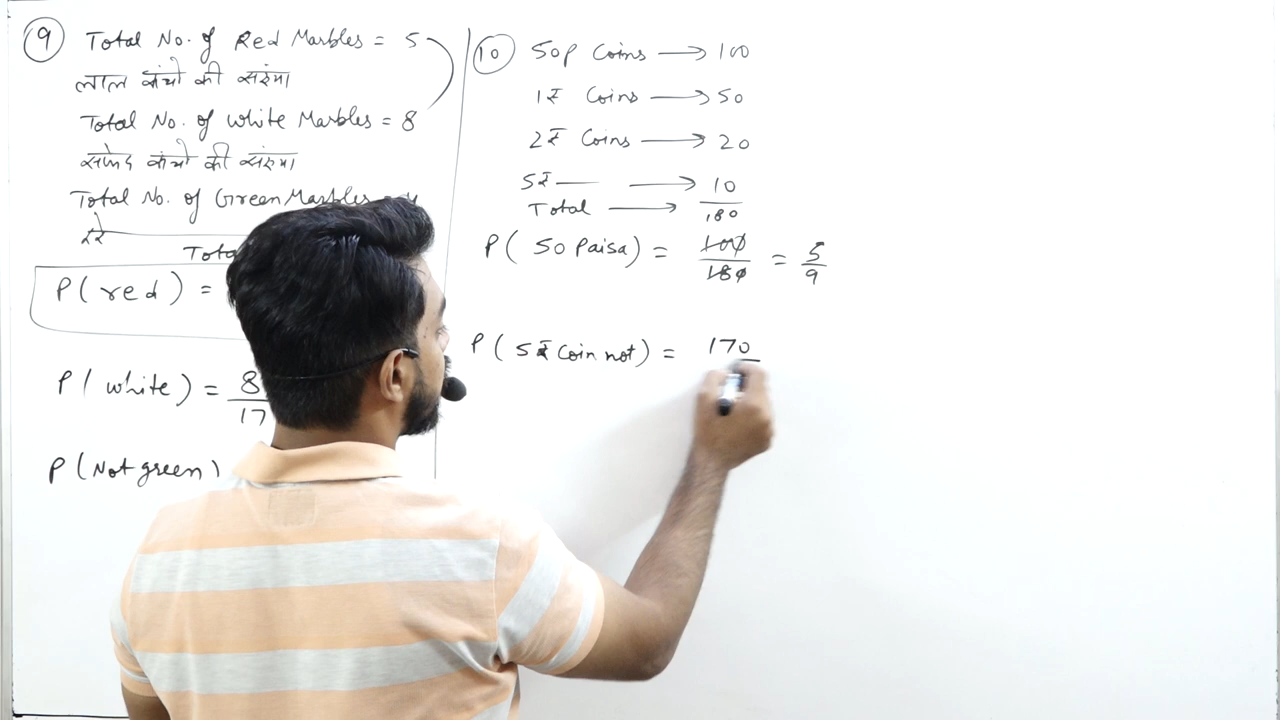 9 Total No. of Red Marbles = 5
लाल कंचो की संख्या
Total No. of white Marbles = 8
सफेद कंचो की संख्या
Total No. of Green Marbles
हरे
Tota
P(red) =
P(white) = 8/17
P(Not green)
10 50p Coins → 100
1₹ Coins → 50
2₹ Coins → 20
5₹ — → 10
Total → 180
P(50 Paisa) = 100/180 = 5/9
P(5₹ Coin not) = 170